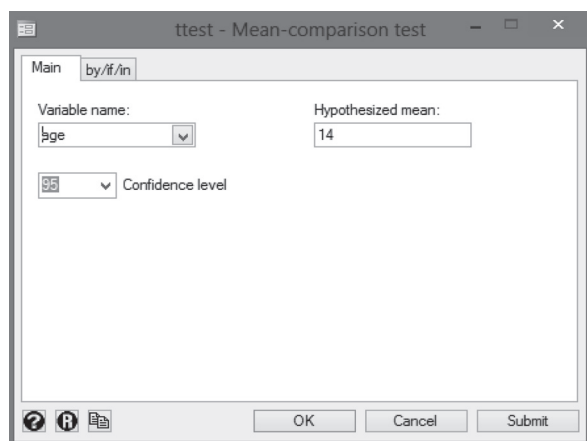 ttest - Mean-comparison test
Main by/if/in
Variable name: Hypothesized mean:
age 14
95 Confidence level
? R OK Cancel Submit